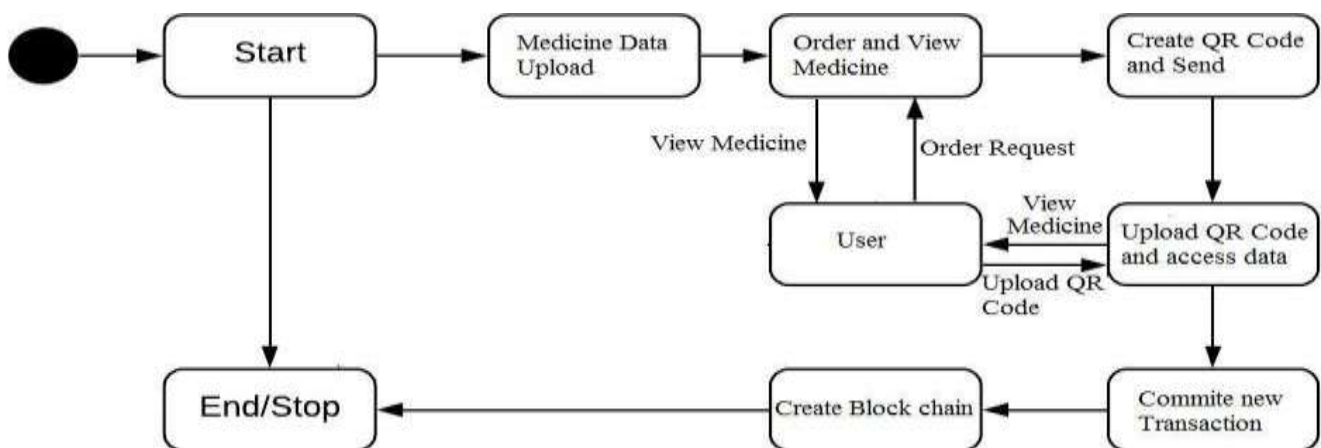 Start
Medicine Data
Upload
Order and View
Medicine
Create QR Code
and Send
View Medicine
Order Request
User
View
Medicine
Upload QR Code
and access data
Upload QR
Code
End/Stop
Create Block chain
Commite new
Transaction